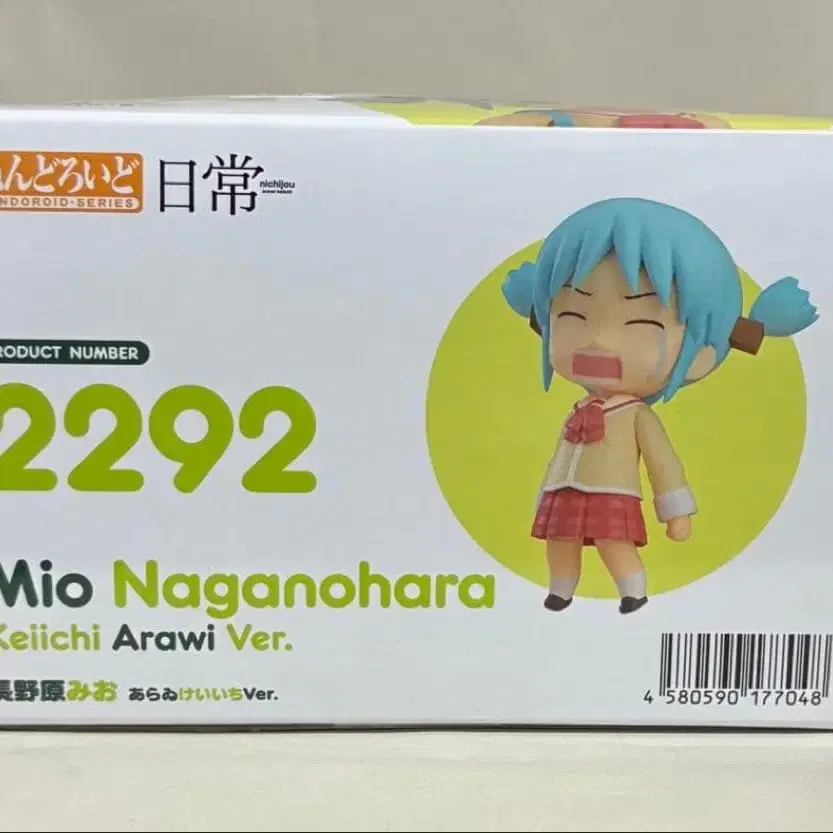 んどろいど
NDOROID·SERIES
日常
nichijou
RODUCT NUMBER
2292
Mio Naganohara
Keiichi Arawi Ver.
長野原みお あらゐけいいちVer.
4 580590 177048